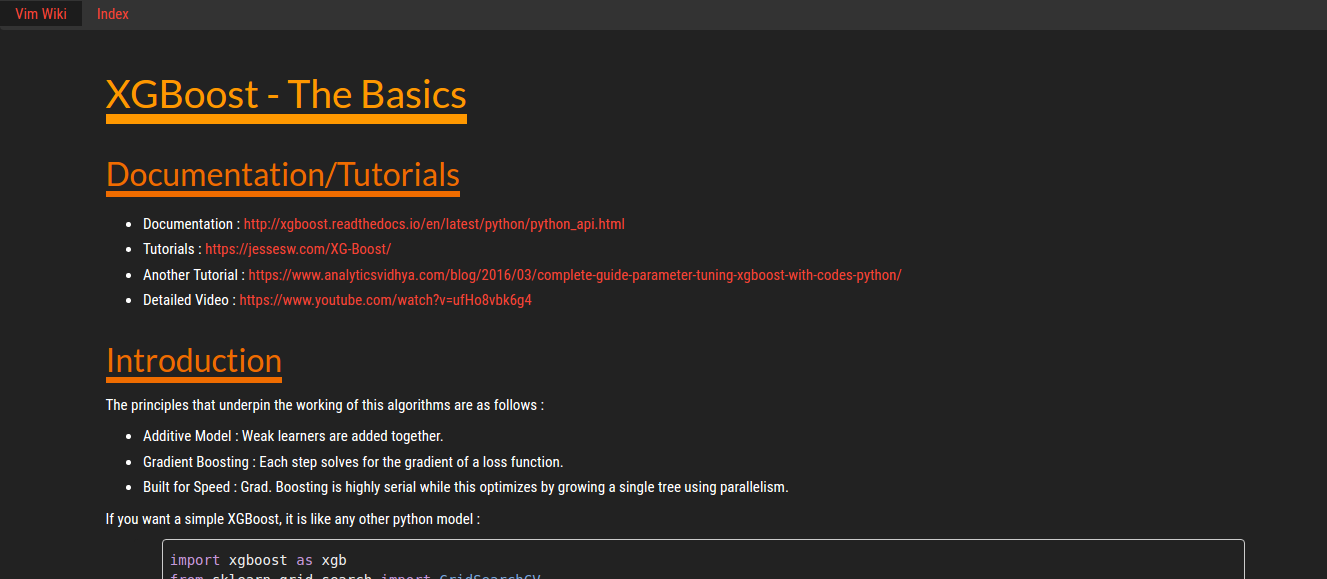 Vim Wiki Index
XGBoost - The Basics
Documentation/Tutorials
• Documentation : http://xgboost.readthedocs.io/en/latest/python/python_api.html
• Tutorials : https://jessesw.com/XG-Boost/
• Another Tutorial : https://www.analyticsvidhya.com/blog/2016/03/complete-guide-parameter-tuning-xgboost-with-codes-python/
• Detailed Video : https://www.youtube.com/watch?v=ufHo8vbk6g4
Introduction
The principles that underpin the working of this algorithms are as follows :
• Additive Model : Weak learners are added together.
• Gradient Boosting : Each step solves for the gradient of a loss function.
• Built for Speed : Grad. Boosting is highly serial while this optimizes by growing a single tree using parallelism.
If you want a simple XGBoost, it is like any other python model :
import xgboost as xgb
from sklearn.grid_search import GridSearchCV